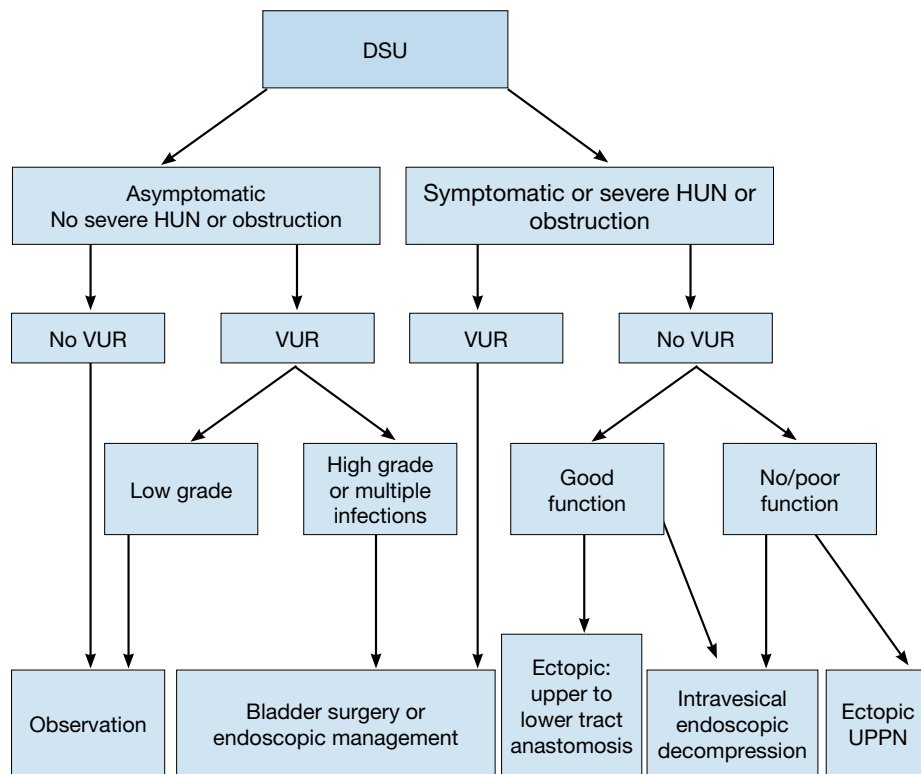 DSU
Asymptomatic
No severe HUN or obstruction
Symptomatic or severe HUN or
obstruction
No VUR
VUR
VUR
No VUR
Low grade
High grade
or multiple
infections
Good
function
No/poor
function
Observation
Bladder surgery or
endoscopic management
Ectopic:
upper to
lower tract
anastomosis
Intravesical
endoscopic
decompression
Ectopic
UPPN